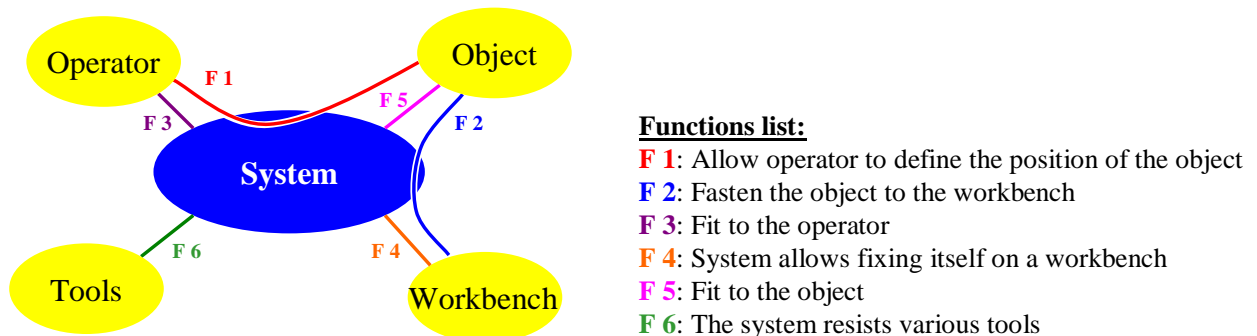 Operator
Object
F 1
F 5
F 3
F 2
System
F 6
F 4
Tools
Workbench
Functions list:
F 1: Allow operator to define the position of the object
F 2: Fasten the object to the workbench
F 3: Fit to the operator
F 4: System allows fixing itself on a workbench
F 5: Fit to the object
F 6: The system resists various tools